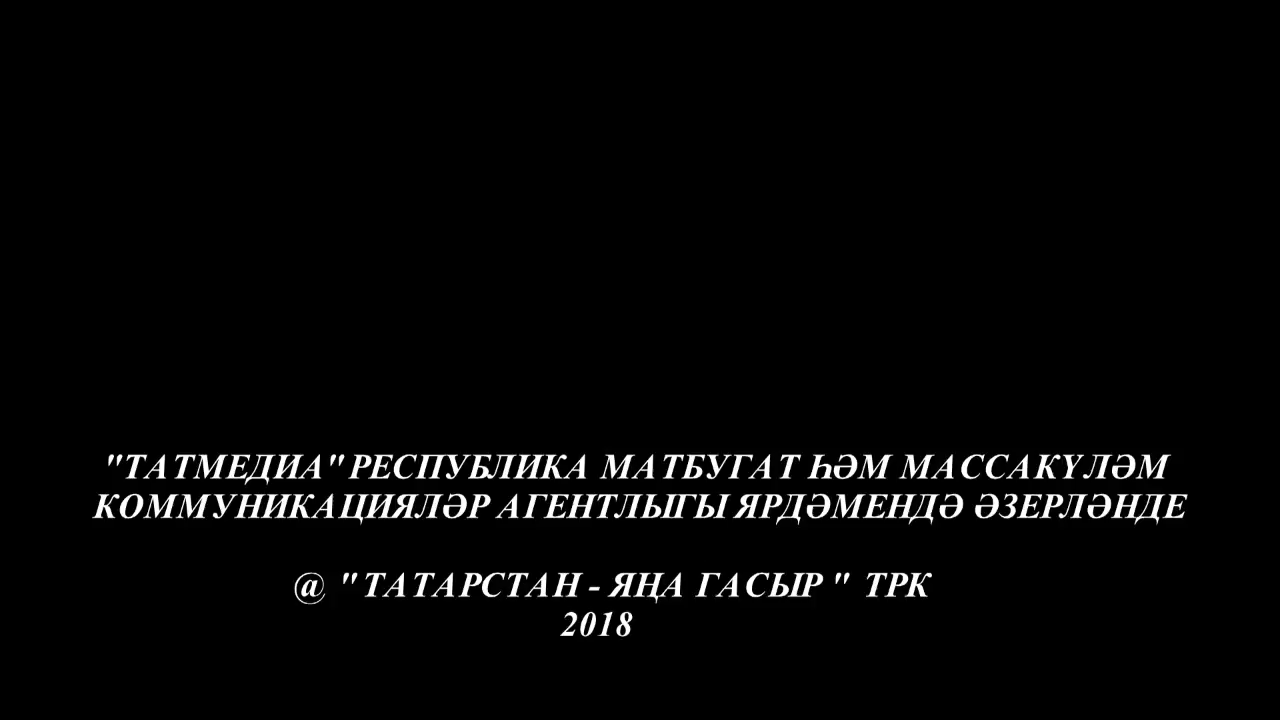 "ТАТМЕДИА" РЕСПУБЛИКА МАТБУГАТ ҺӘМ МАССАКҮЛӘМ
КОММУНИКАЦИЯЛӘР АГЕНТЛЫГЫ ЯРДӘМЕНДӘ ӘЗЕРЛӘНДЕ
@ "ТАТАРСТАН - ЯҢА ГАСЫР " ТРК
2018